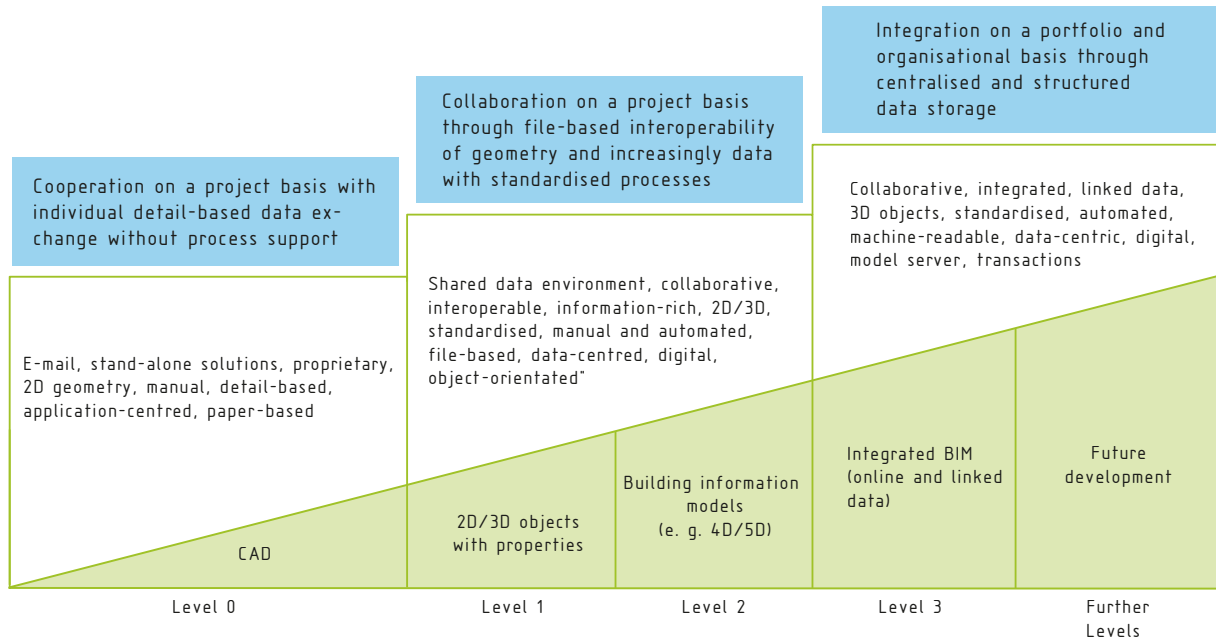 Cooperation on a project basis with
individual detail-based data ex-
change without process support
E-mail, stand-alone solutions, proprietary,
2D geometry, manual, detail-based,
application-centred, paper-based
Collaboration on a project basis
through file-based interoperability
of geometry and increasingly data
with standardised processes
Shared data environment, collaborative,
interoperable, information-rich, 2D/3D,
standardised, manual and automated,
file-based, data-centred, digital,
object-orientated"
Integration on a portfolio and
organisational basis through
centralised and structured
data storage
Collaborative, integrated, linked data,
3D objects, standardised, automated,
machine-readable, data-centric, digital,
model server, transactions
CAD
2D/3D objects
with properties
Building information
models
(e. g. 4D/5D)
Integrated BIM
(online and linked
data)
Future
development
Level 0
Level 1
Level 2
Level 3
Further
Levels